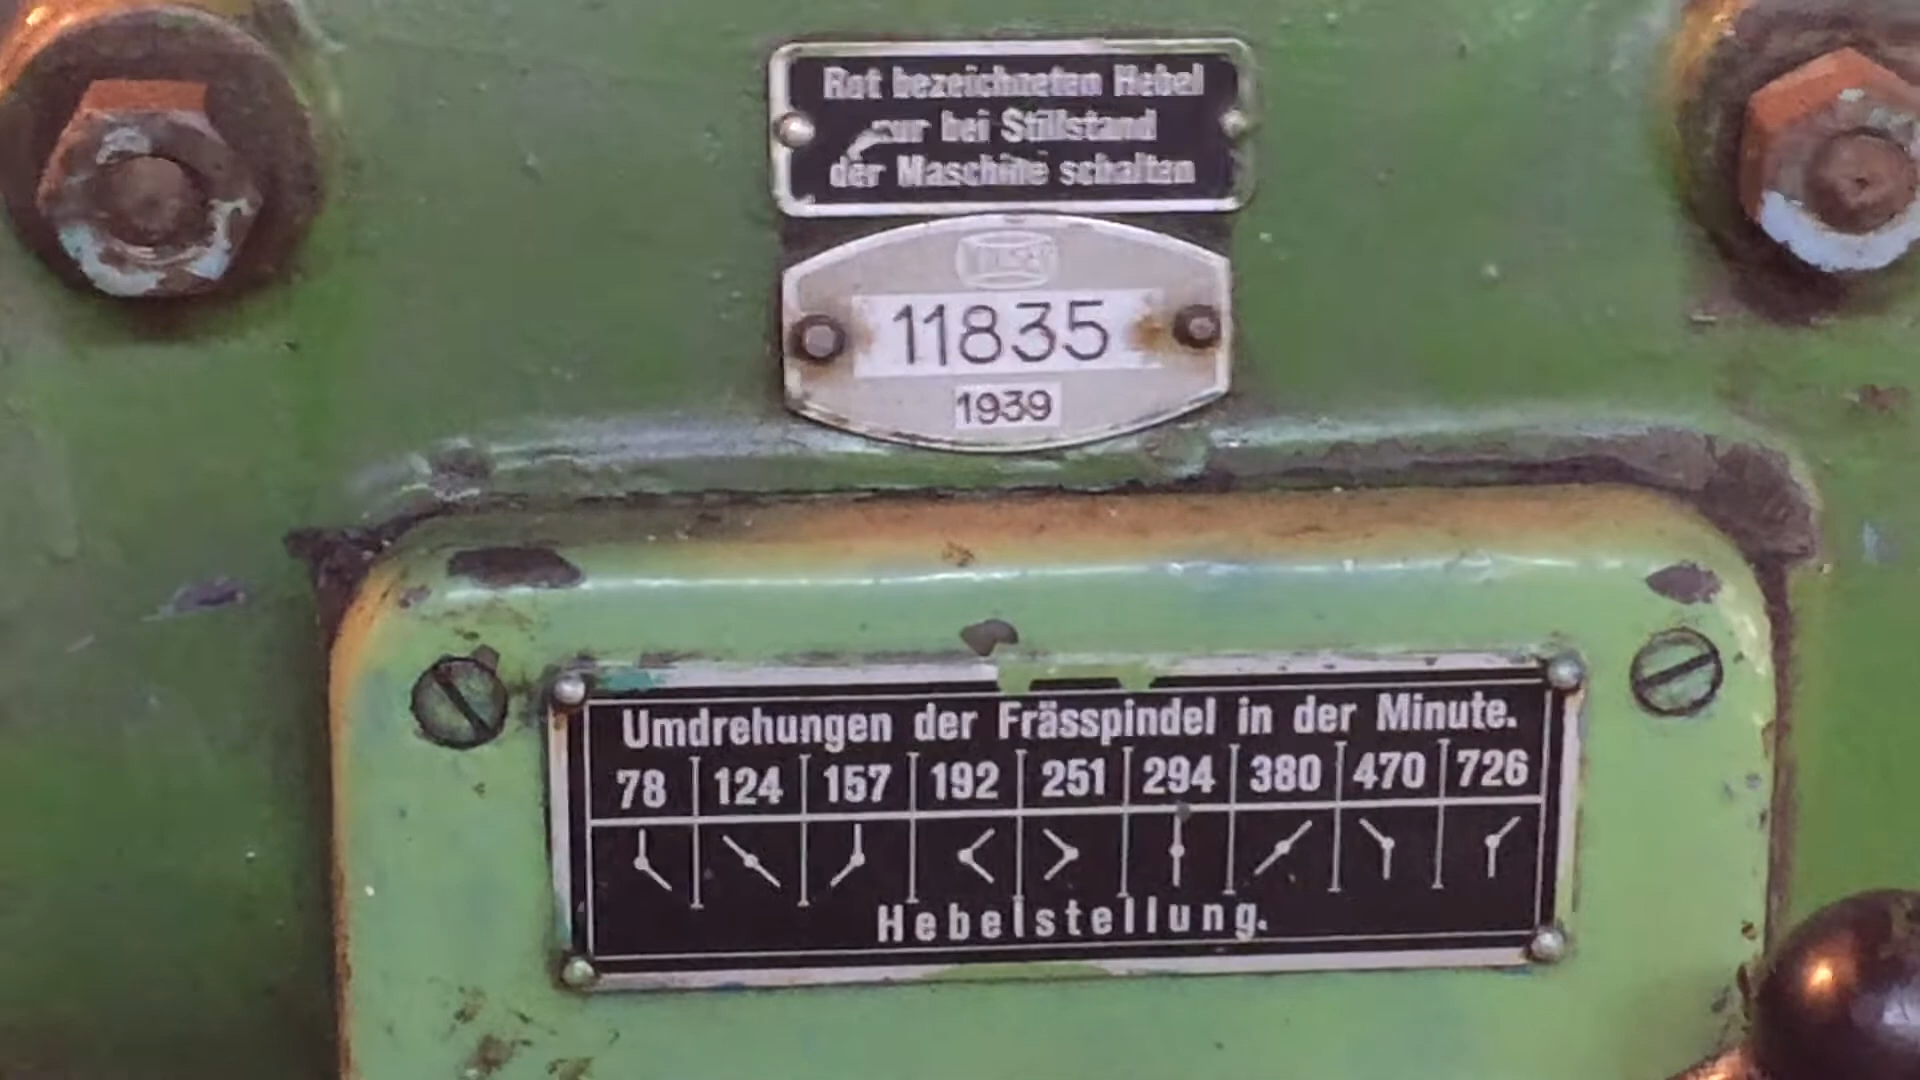 Rot bezeichneten Hebel
nur bei Stillstand
der Maschine schalten
11835
1939
Umdrehungen der Frässpindel in der Minute.
78 124 157 192 251 294 380 470 726
Hebelstellung.